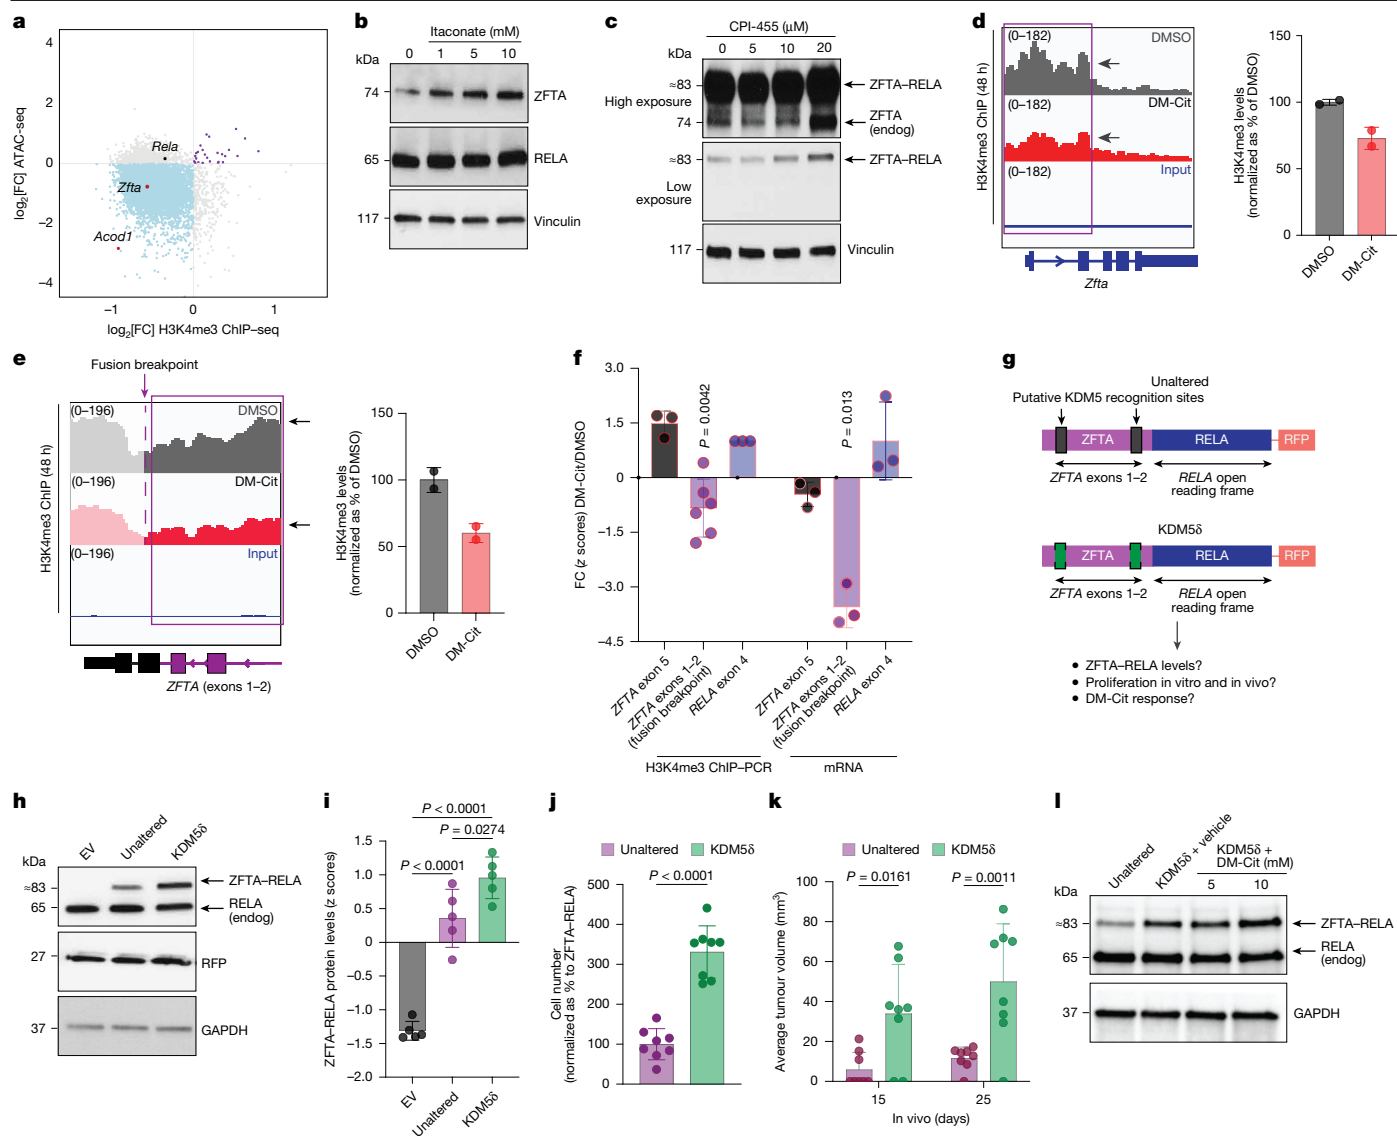 a
4
2
0
−2
−4
log2[FC] ATAC-seq
Rela
Zfta
Acod1
−1
0
1
log2[FC] H3K4me3 ChIP–seq
b
Itaconate (mM)
kDa
0
1
5
10
74
ZFTA
65
RELA
117
Vinculin
c
CPI-455 (μM)
kDa
0
5
10
20
≈83
ZFTA–RELA
High exposure
74
ZFTA
(endog)
≈83
ZFTA–RELA
Low
exposure
117
Vinculin
d
H3K4me3 ChIP (48 h)
(0–182)
DMSO
(0–182)
DM-Cit
(0–182)
Input
Zfta
H3K4me3 levels
(normalized as % of DMSO)
150
100
50
0
DMSO
DM-Cit
e
Fusion breakpoint
H3K4me3 ChIP (48 h)
(0–196)
DMSO
(0–196)
DM-Cit
(0–196)
Input
ZFTA (exons 1–2)
H3K4me3 levels
(normalized as % of DMSO)
150
100
50
0
DMSO
DM-Cit
f
FC (z scores) DM-Cit/DMSO
3.0
1.5
0
−1.5
−3.0
−4.5
P = 0.0042
P = 0.013
ZFTA exon 5
ZFTA exons 1–2
(fusion breakpoint)
RELA exon 4
ZFTA exon 5
ZFTA exons 1–2
(fusion breakpoint)
RELA exon 4
H3K4me3 ChIP–PCR
mRNA
g
Unaltered
Putative KDM5 recognition sites
ZFTA
RELA
RFP
ZFTA exons 1–2
RELA open
reading frame
KDM5δ
ZFTA
RELA
RFP
ZFTA exons 1–2
RELA open
reading frame
• ZFTA–RELA levels?
• Proliferation in vitro and in vivo?
• DM-Cit response?
h
kDa
EV
Unaltered
KDM5δ
≈83
ZFTA–RELA
65
RELA
(endog)
27
RFP
37
GAPDH
i
ZFTA–RELA protein levels (z scores)
P < 0.0001
P = 0.0274
P < 0.0001
1.5
1.0
0.5
0
−0.5
−1.0
−1.5
−2.0
EV
Unaltered
KDM5δ
j
Unaltered
KDM5δ
Cell number
(normalized as % to ZFTA–RELA)
P < 0.0001
500
400
300
200
100
0
k
Unaltered
KDM5δ
Average tumour volume (mm3)
P = 0.0161
P = 0.0011
100
80
60
40
20
0
15
25
In vivo (days)
l
kDa
Unaltered
KDM5δ + vehicle
KDM5δ +
DM-Cit (mM)
5
10
≈83
ZFTA–RELA
65
RELA
(endog)
37
GAPDH